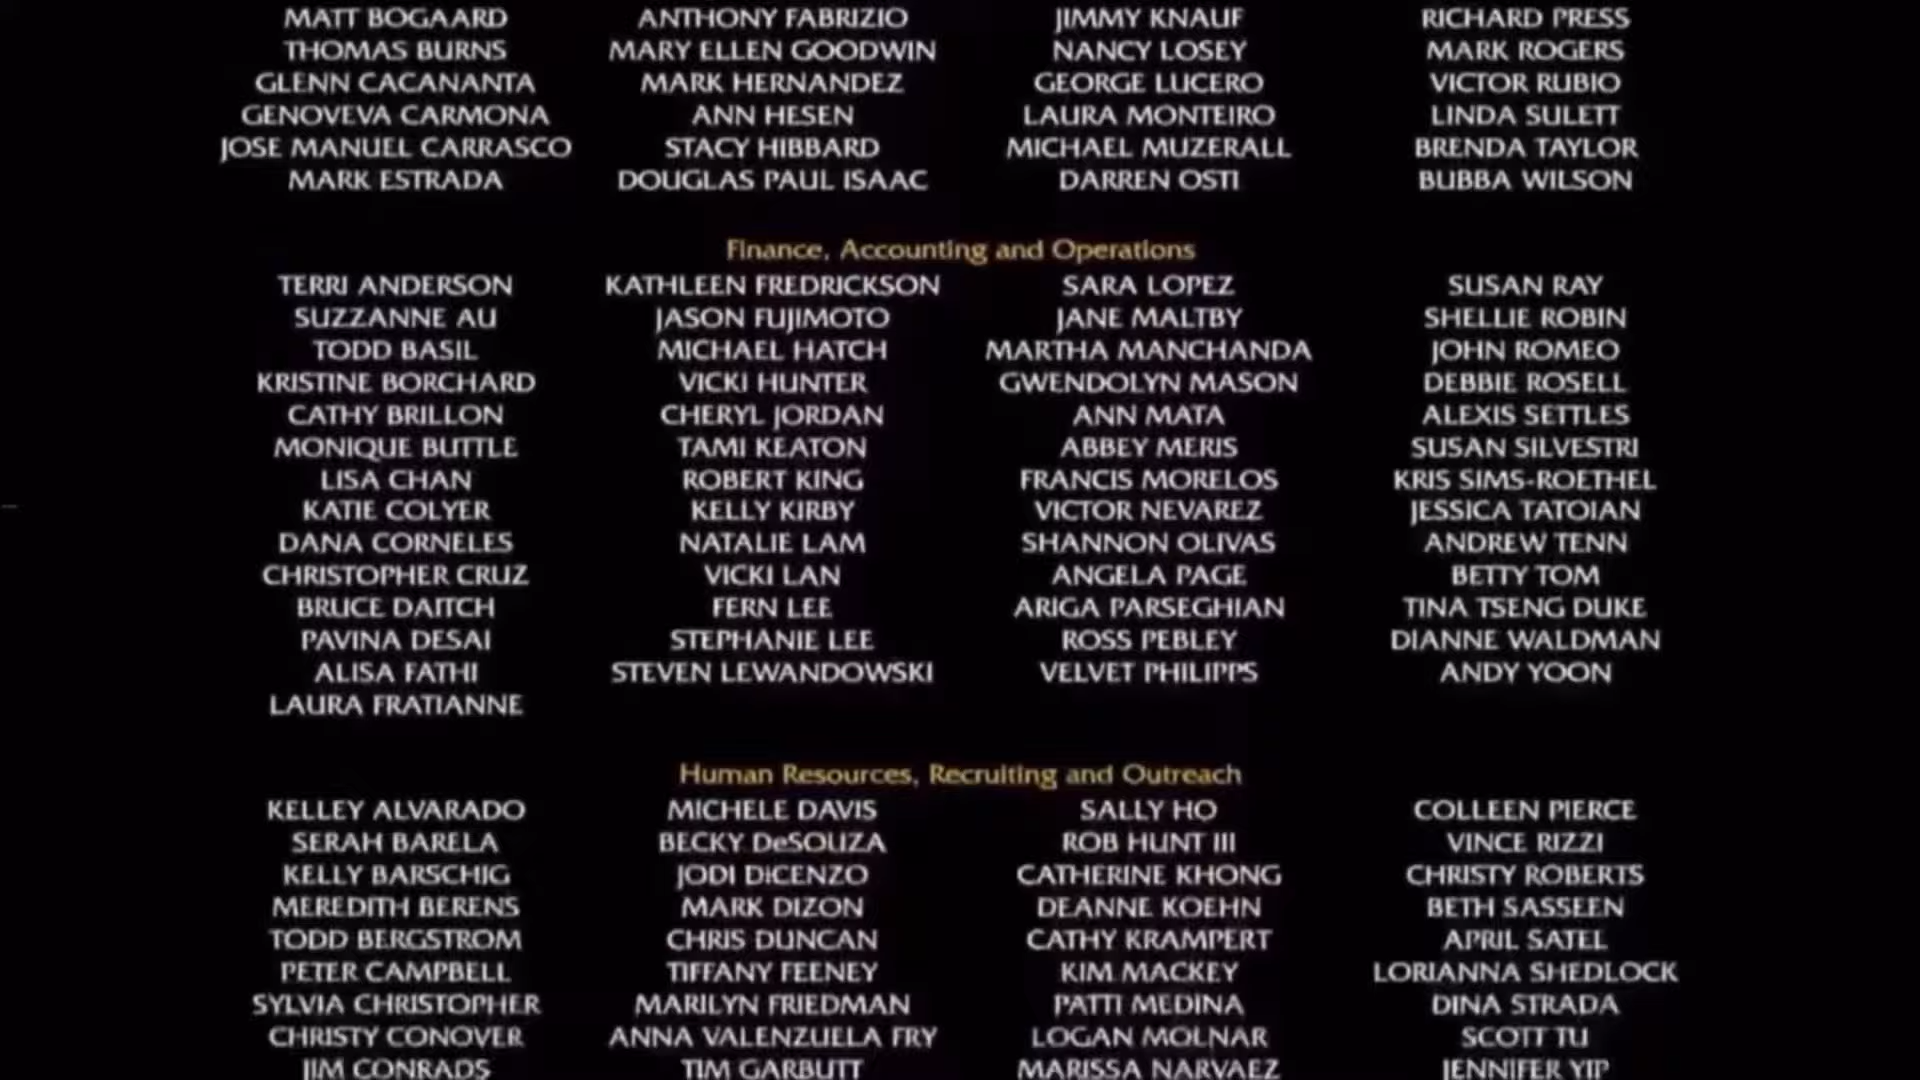 MATT BOGAARD ANTHONY FABRIZIO JIMMY KNAUF RICHARD PRESS
THOMAS BURNS MARY ELLEN GOODWIN NANCY LOSEY MARK ROGERS
GLENN CACANANTA MARK HERNANDEZ GEORGE LUCERO VICTOR RUBIO
GENOVEVA CARMONA ANN HESEN LAURA MONTEIRO LINDA SULETT
JOSE MANUEL CARRASCO STACY HIBBARD MICHAEL MUZERALL BRENDA TAYLOR
MARK ESTRADA DOUGLAS PAUL ISAAC DARREN OSTI BUBBA WILSON
Finance, Accounting and Operations
TERRI ANDERSON KATHLEEN FREDRICKSON SARA LOPEZ SUSAN RAY
SUZZANNE AU JASON FUJIMOTO JANE MALTBY SHELLIE ROBIN
TODD BASIL MICHAEL HATCH MARTHA MANCHANDA JOHN ROMEO
KRISTINE BORCHARD VICKI HUNTER GWENDOLYN MASON DEBBIE ROSELL
CATHY BRILLON CHERYL JORDAN ANN MATA ALEXIS SETTLES
MONIQUE BUTTLE TAMI KEATON ABBEY MERIS SUSAN SILVESTRI
LISA CHAN ROBERT KING FRANCIS MORELOS KRIS SIMS-ROETHEL
KATIE COLYER KELLY KIRBY VICTOR NEVAREZ JESSICA TATOIAN
DANA CORNELES NATALIE LAM SHANNON OLIVAS ANDREW TENN
CHRISTOPHER CRUZ VICKI LAN ANGELA PAGE BETTY TOM
BRUCE DAITCH FERN LEE ARIGA PARSEGHIAN TINA TSENG DUKE
PAVINA DESAI STEPHANIE LEE ROSS PEBLEY DIANNE WALDMAN
ALISA FATHI STEVEN LEWANDOWSKI VELVET PHILIPPS ANDY YOON
LAURA FRATIANNE
Human Resources, Recruiting and Outreach
KELLEY ALVARADO MICHELE DAVIS SALLY HO COLLEEN PIERCE
SERAH BARELA BECKY DeSOUZA ROB HUNT III VINCE RIZZI
KELLY BARSCHIG JODI DiCENZO CATHERINE KHONG CHRISTY ROBERTS
MEREDITH BERENS MARK DIZON DEANNE KOEHN BETH SASSEEN
TODD BERGSTROM CHRIS DUNCAN CATHY KRAMPERT APRIL SATEL
PETER CAMPBELL TIFFANY FEENEY KIM MACKEY LORIANNA SHEDLOCK
SYLVIA CHRISTOPHER MARILYN FRIEDMAN PATTI MEDINA DINA STRADA
CHRISTY CONOVER ANNA VALENZUELA FRY LOGAN MOLNAR SCOTT TU
JIM CONRADS TIM GARBUTT MARISSA NARVAEZ JENNIFER YIP